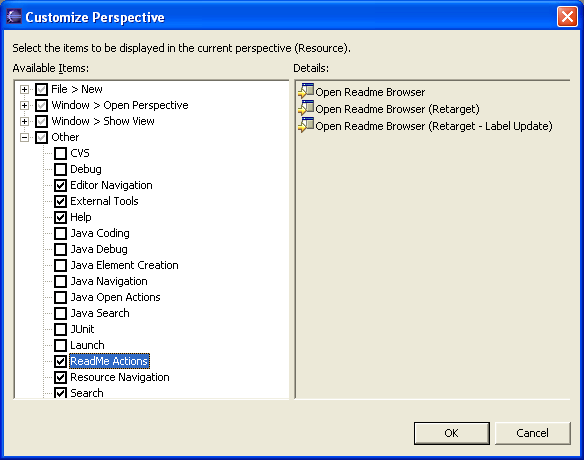 Customize Perspective
Select the items to be displayed in the current perspective (Resource).
Available Items:
File > New
Window > Open Perspective
Window > Show View
Other
CVS
Debug
Editor Navigation
External Tools
Help
Java Coding
Java Debug
Java Element Creation
Java Navigation
Java Open Actions
Java Search
JUnit
Launch
ReadMe Actions
Resource Navigation
Search
Details:
Open Readme Browser
Open Readme Browser (Retarget)
Open Readme Browser (Retarget - Label Update)
OK
Cancel